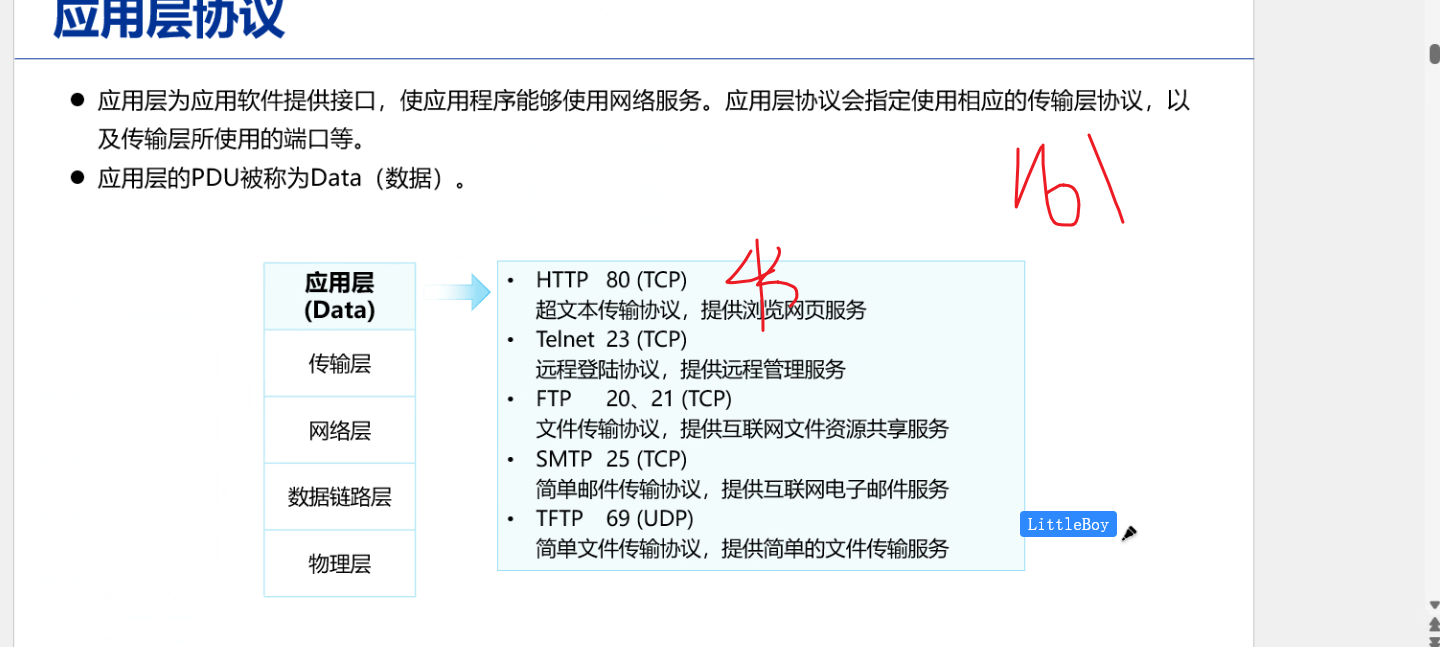 应用层协议
● 应用层为应用软件提供接口，使应用程序能够使用网络服务。应用层协议会指定使用相应的传输层协议，以
及传输层所使用的端口等。
● 应用层的PDU被称为Data（数据）。
应用层
(Data)
传输层
网络层
数据链路层
物理层
• HTTP 80 (TCP)
超文本传输协议，提供浏览网页服务
• Telnet 23 (TCP)
远程登陆协议，提供远程管理服务
• FTP 20、21 (TCP)
文件传输协议，提供互联网文件资源共享服务
• SMTP 25 (TCP)
简单邮件传输协议，提供互联网电子邮件服务
• TFTP 69 (UDP)
简单文件传输协议，提供简单的文件传输服务
LittleBoy